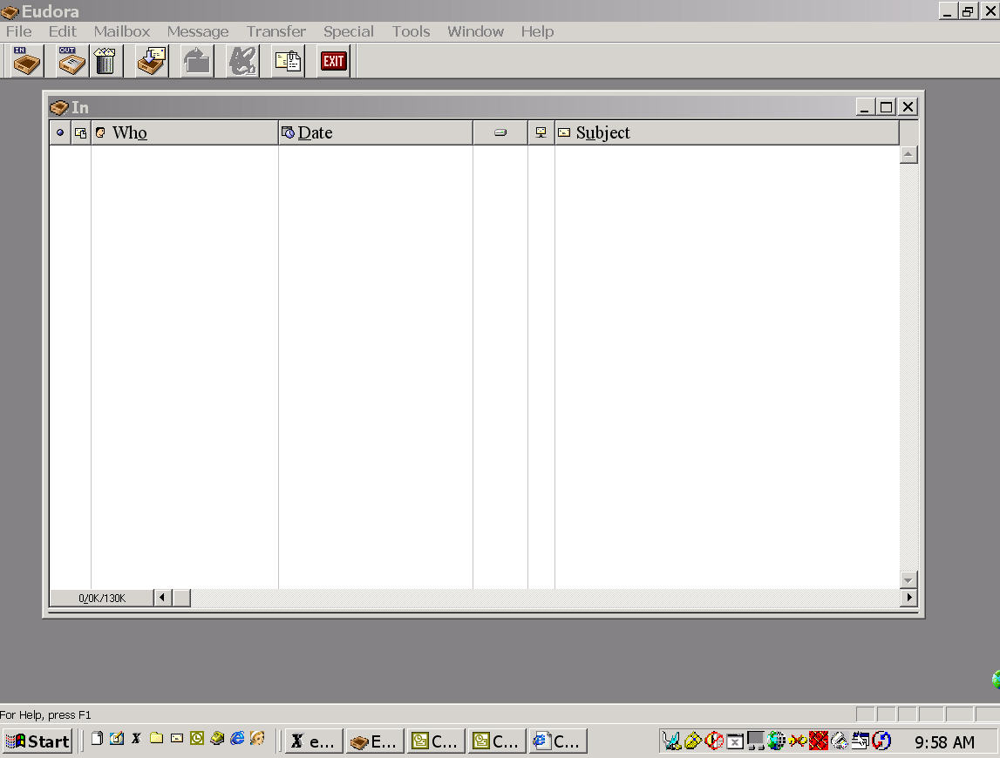 Eudora
File Edit Mailbox Message Transfer Special Tools Window Help
IN OUT EXIT
In
Who Date Subject
0/0K/130K
For Help, press F1
Start X e... E... C... C... C... 9:58 AM